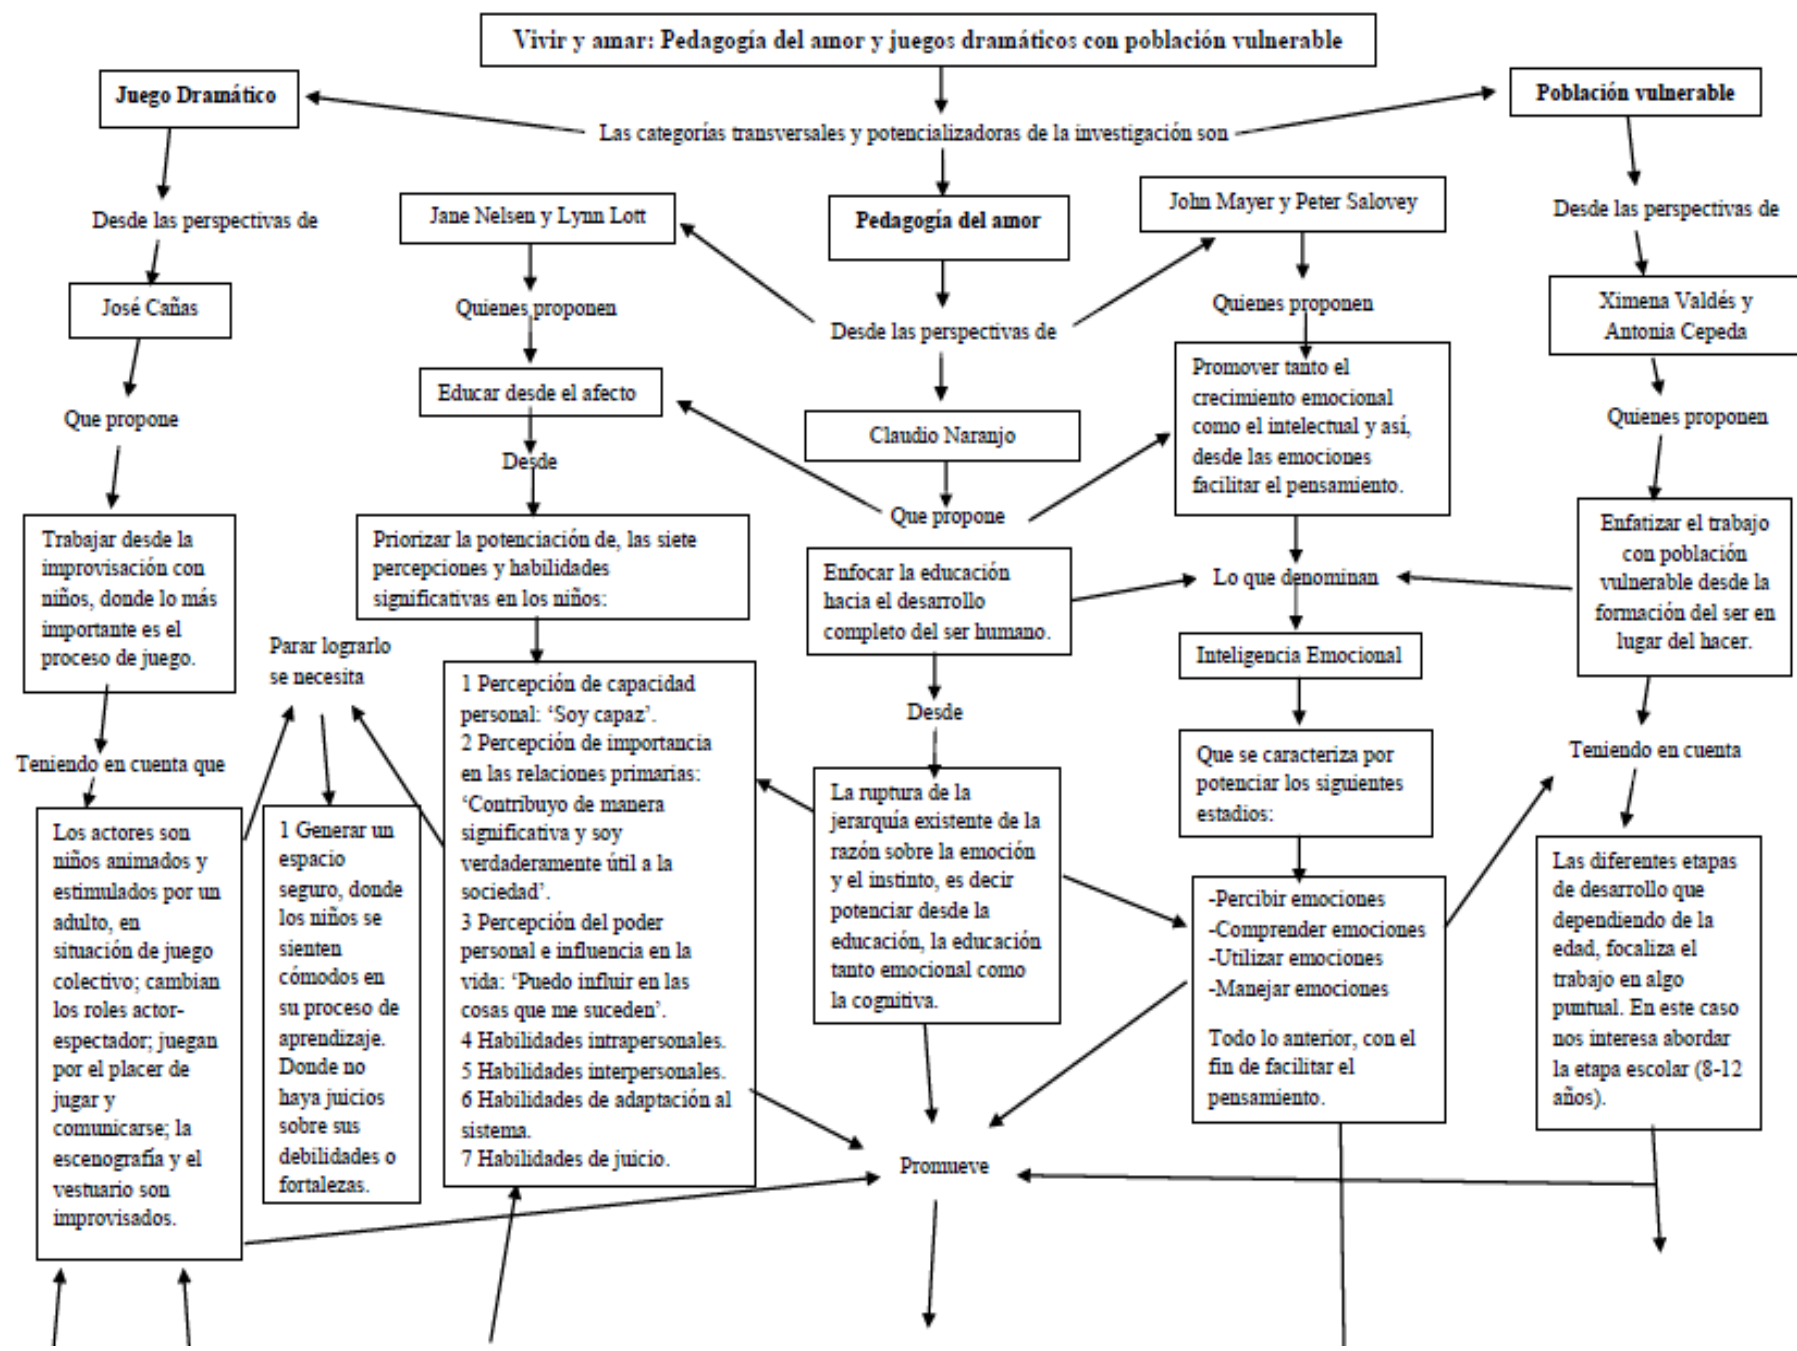 Vivir y amar: Pedagogía del amor y juegos dramáticos con población vulnerable
Juego Dramático
Población vulnerable
Las categorías transversales y potencializadoras de la investigación son
Desde las perspectivas de
José Cañas
Que propone
Trabajar desde la
improvisación con
niños, donde lo más
importante es el
proceso de juego.
Teniendo en cuenta que
Los actores son
niños animados y
estimulados por un
adulto, en
situación de juego
colectivo; cambian
los roles actor-
espectador; juegan
por el placer de
jugar y
comunicarse; la
escenografía y el
vestuario son
improvisados.
Parar lograrlo
se necesita
1 Generar un
espacio
seguro, donde
los niños se
sienten
cómodos en
su proceso de
aprendizaje.
Donde no
haya juicios
sobre sus
debilidades o
fortalezas.
Jane Nelsen y Lynn Lott
Quienes proponen
Educar desde el afecto
Desde
Priorizar la potenciación de, las siete
percepciones y habilidades
significativas en los niños:
1 Percepción de capacidad
personal: ‘Soy capaz’.
2 Percepción de importancia
en las relaciones primarias:
‘Contribuyo de manera
significativa y soy
verdaderamente útil a la
sociedad’.
3 Percepción del poder
personal e influencia en la
vida: ‘Puedo influir en las
cosas que me suceden’.
4 Habilidades intrapersonales.
5 Habilidades interpersonales.
6 Habilidades de adaptación al
sistema.
7 Habilidades de juicio.
Pedagogía del amor
Desde las perspectivas de
Claudio Naranjo
Que propone
Enfocar la educación
hacia el desarrollo
completo del ser humano.
Desde
La ruptura de la
jerarquía existente de la
razón sobre la emoción
y el instinto, es decir
potenciar desde la
educación, la educación
tanto emocional como
la cognitiva.
Promueve
John Mayer y Peter Salovey
Quienes proponen
Promover tanto el
crecimiento emocional
como el intelectual y así,
desde las emociones
facilitar el pensamiento.
Lo que denominan
Inteligencia Emocional
Que se caracteriza por
potenciar los siguientes
estadios:
-Percibir emociones
-Comprender emociones
-Utilizar emociones
-Manejar emociones
Todo lo anterior, con el
fin de facilitar el
pensamiento.
Desde las perspectivas de
Ximena Valdés y
Antonia Cepeda
Quienes proponen
Enfatizar el trabajo
con población
vulnerable desde la
formación del ser en
lugar del hacer.
Teniendo en cuenta
Las diferentes etapas
de desarrollo que
dependiendo de la
edad, focaliza el
trabajo en algo
puntual. En este caso
nos interesa abordar
la etapa escolar (8-12
años).